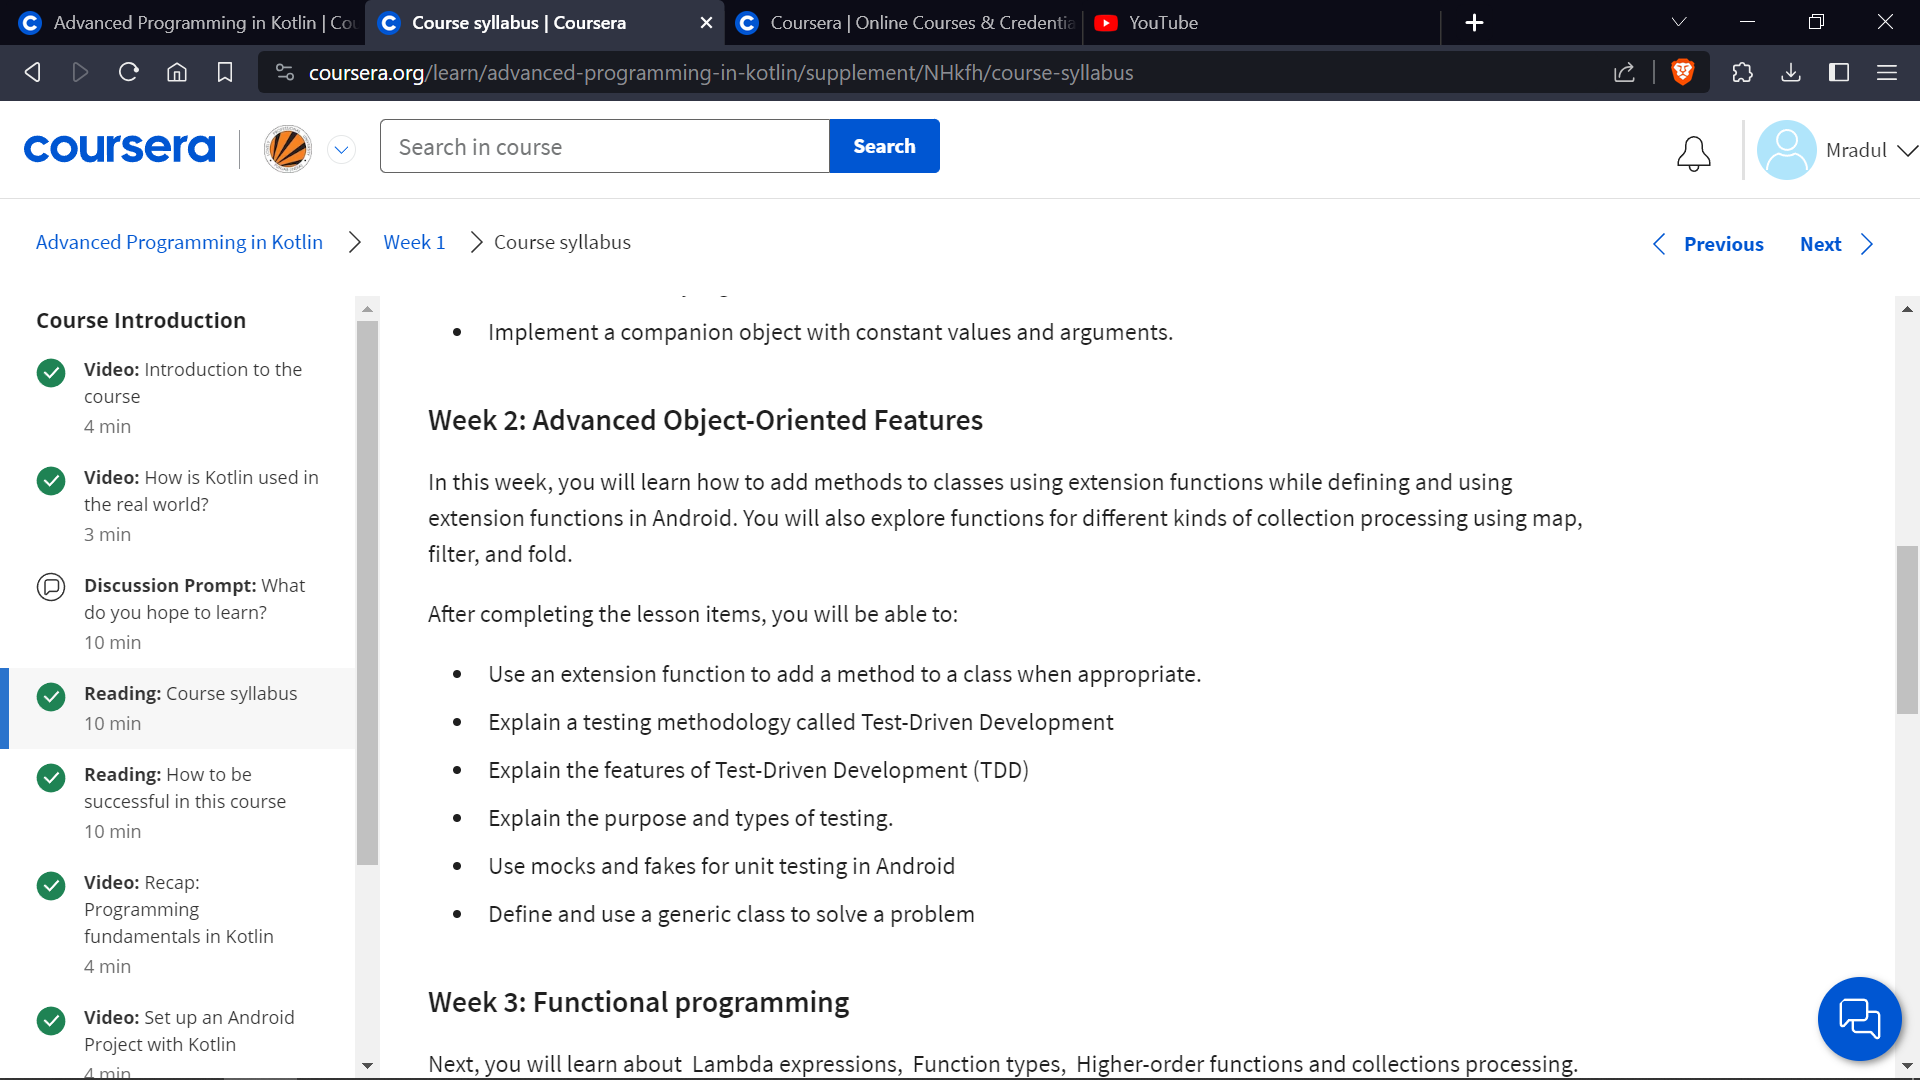 Advanced Programming in Kotlin | Cou
Course syllabus | Coursera
Coursera | Online Courses & Credentia
YouTube
coursera.org/learn/advanced-programming-in-kotlin/supplement/NHkfh/course-syllabus
coursera
Search in course
Search
Mradul
Advanced Programming in Kotlin
Week 1
Course syllabus
Previous
Next
Course Introduction
Video: Introduction to the
course
4 min
Video: How is Kotlin used in
the real world?
3 min
Discussion Prompt: What
do you hope to learn?
10 min
Reading: Course syllabus
10 min
Reading: How to be
successful in this course
10 min
Video: Recap:
Programming
fundamentals in Kotlin
4 min
Video: Set up an Android
Project with Kotlin
4 min
• Implement a companion object with constant values and arguments.
Week 2: Advanced Object-Oriented Features
In this week, you will learn how to add methods to classes using extension functions while defining and using
extension functions in Android. You will also explore functions for different kinds of collection processing using map,
filter, and fold.
After completing the lesson items, you will be able to:
• Use an extension function to add a method to a class when appropriate.
• Explain a testing methodology called Test-Driven Development
• Explain the features of Test-Driven Development (TDD)
• Explain the purpose and types of testing.
• Use mocks and fakes for unit testing in Android
• Define and use a generic class to solve a problem
Week 3: Functional programming
Next, you will learn about Lambda expressions, Function types, Higher-order functions and collections processing.